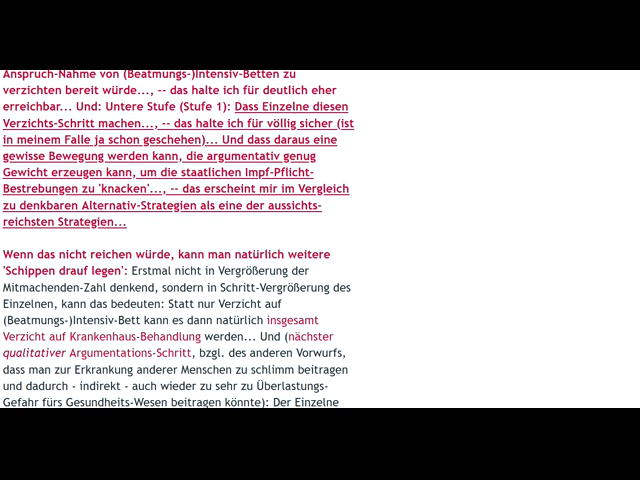 Anspruch-Nahme von (Beatmungs-)Intensiv-Betten zu
verzichten bereit würde..., -- das halte ich für deutlich eher
erreichbar... Und: Untere Stufe (Stufe 1): Dass Einzelne diesen
Verzichts-Schritt machen..., -- das halte ich für völlig sicher (ist
in meinem Falle ja schon geschehen)... Und dass daraus eine
gewisse Bewegung werden kann, die argumentativ genug
Gewicht erzeugen kann, um die staatlichen Impf-Pflicht-
Bestrebungen zu 'knacken'..., -- das erscheint mir im Vergleich
zu denkbaren Alternativ-Strategien als eine der aussichts-
reichsten Strategien...
Wenn das nicht reichen würde, kann man natürlich weitere
'Schippen drauf legen': Erstmal nicht in Vergrößerung der
Mitmachenden-Zahl denkend, sondern in Schritt-Vergrößerung des
Einzelnen, kann das bedeuten: Statt nur Verzicht auf
(Beatmungs-)Intensiv-Bett kann es dann natürlich insgesamt
Verzicht auf Krankenhaus-Behandlung werden... Und (nächster
qualitativer Argumentations-Schritt, bzgl. des anderen Vorwurfs,
dass man zur Erkrankung anderer Menschen zu schlimm beitragen
und dadurch - indirekt - auch wieder zu sehr zu Überlastungs-
Gefahr fürs Gesundheits-Wesen beitragen könnte): Der Einzelne